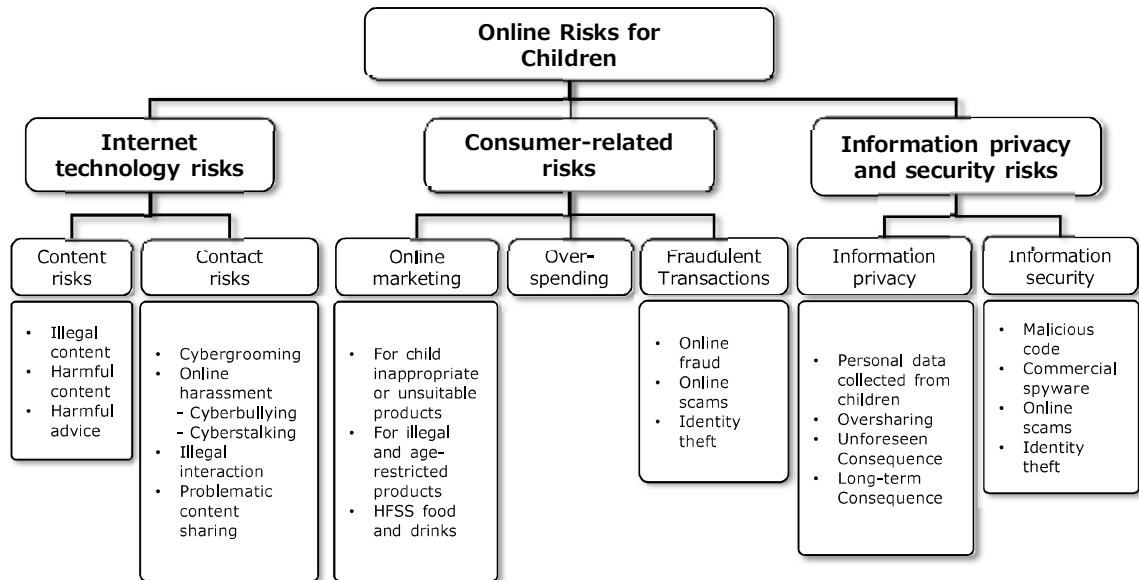 Online Risks for
Children
Internet
technology risks
Consumer-related
risks
Information privacy
and security risks
Content
risks
Contact
risks
Online
marketing
Over-
spending
Fraudulent
Transactions
Information
privacy
Information
security
• Illegal
content
• Harmful
content
• Harmful
advice
• Cybergrooming
• Online
harassment
- Cyberbullying
- Cyberstalking
• Illegal
interaction
• Problematic
content
sharing
• For child
inappropriate
or unsuitable
products
• For illegal
and age-
restricted
products
• HFSS food
and drinks
• Online
fraud
• Online
scams
• Identity
theft
• Personal data
collected from
children
• Oversharing
• Unforeseen
Consequence
• Long-term
Consequence
• Malicious
code
• Commercial
spyware
• Online
scams
• Identity
theft